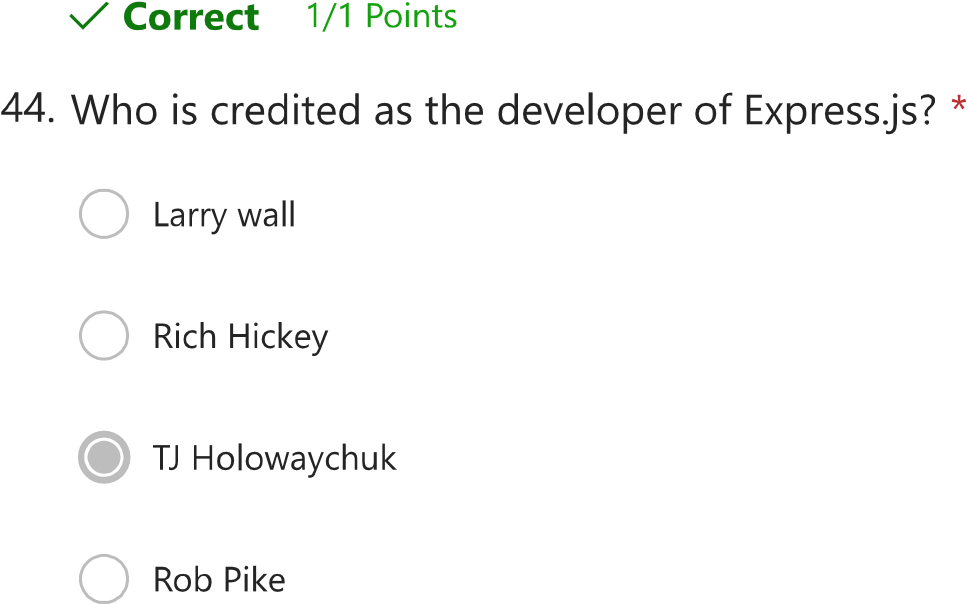 Correct 1/1 Points
44. Who is credited as the developer of Express.js? *
Larry wall
Rich Hickey
TJ Holowaychuk
Rob Pike